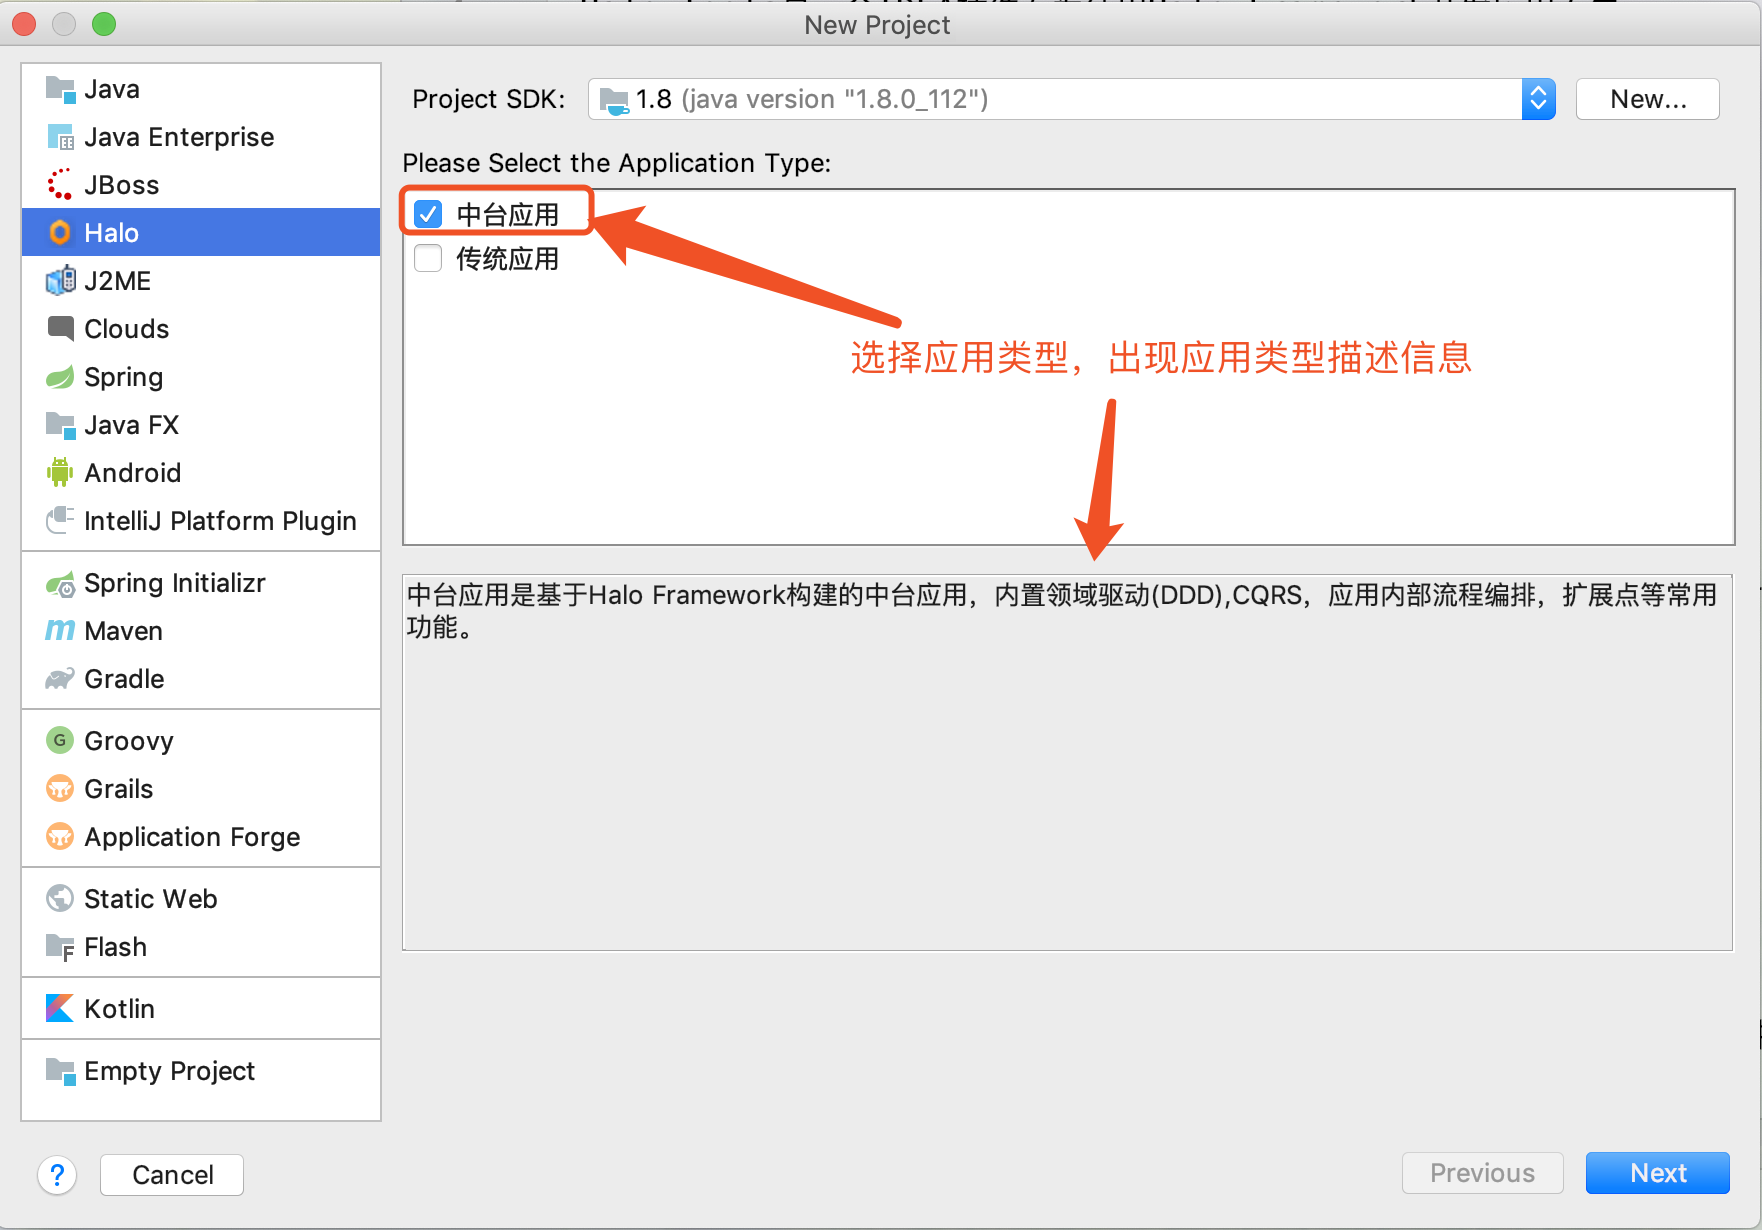 New Project
Java
Java Enterprise
JBoss
Halo
J2ME
Clouds
Spring
Java FX
Android
IntelliJ Platform Plugin
Spring Initializr
Maven
Gradle
Groovy
Grails
Application Forge
Static Web
Flash
Kotlin
Empty Project
Project SDK: 1.8 (java version "1.8.0_112") New...
Please Select the Application Type:
中台应用
传统应用
选择应用类型，出现应用类型描述信息
中台应用是基于Halo Framework构建的中台应用，内置领域驱动(DDD),CQRS，应用内部流程编排，扩展点等常用
功能。
? Cancel Previous Next